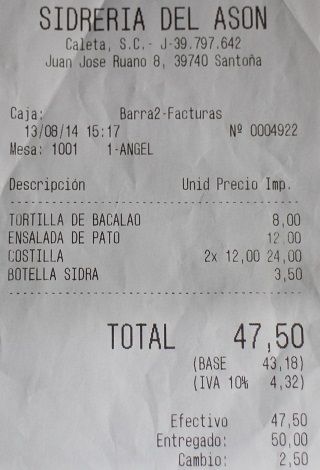 SIDRERIA DEL ASON
Caleta, S.C.- J-39.797.642
Juan Jose Ruano 8, 39740 Santoña
Caja: Barra2-Facturas
13/08/14 15:17 Nº 0004922
Mesa: 1001 1-ANGEL
Descripción Unid Precio Imp.
TORTILLA DE BACALAO 8,00
ENSALADA DE PATO 12,00
COSTILLA 2x 12,00 24,00
BOTELLA SIDRA 3,50
TOTAL 47,50
(BASE 43,18)
(IVA 10% 4,32)
Efectivo 47,50
Entregado: 50,00
Cambio: 2,50